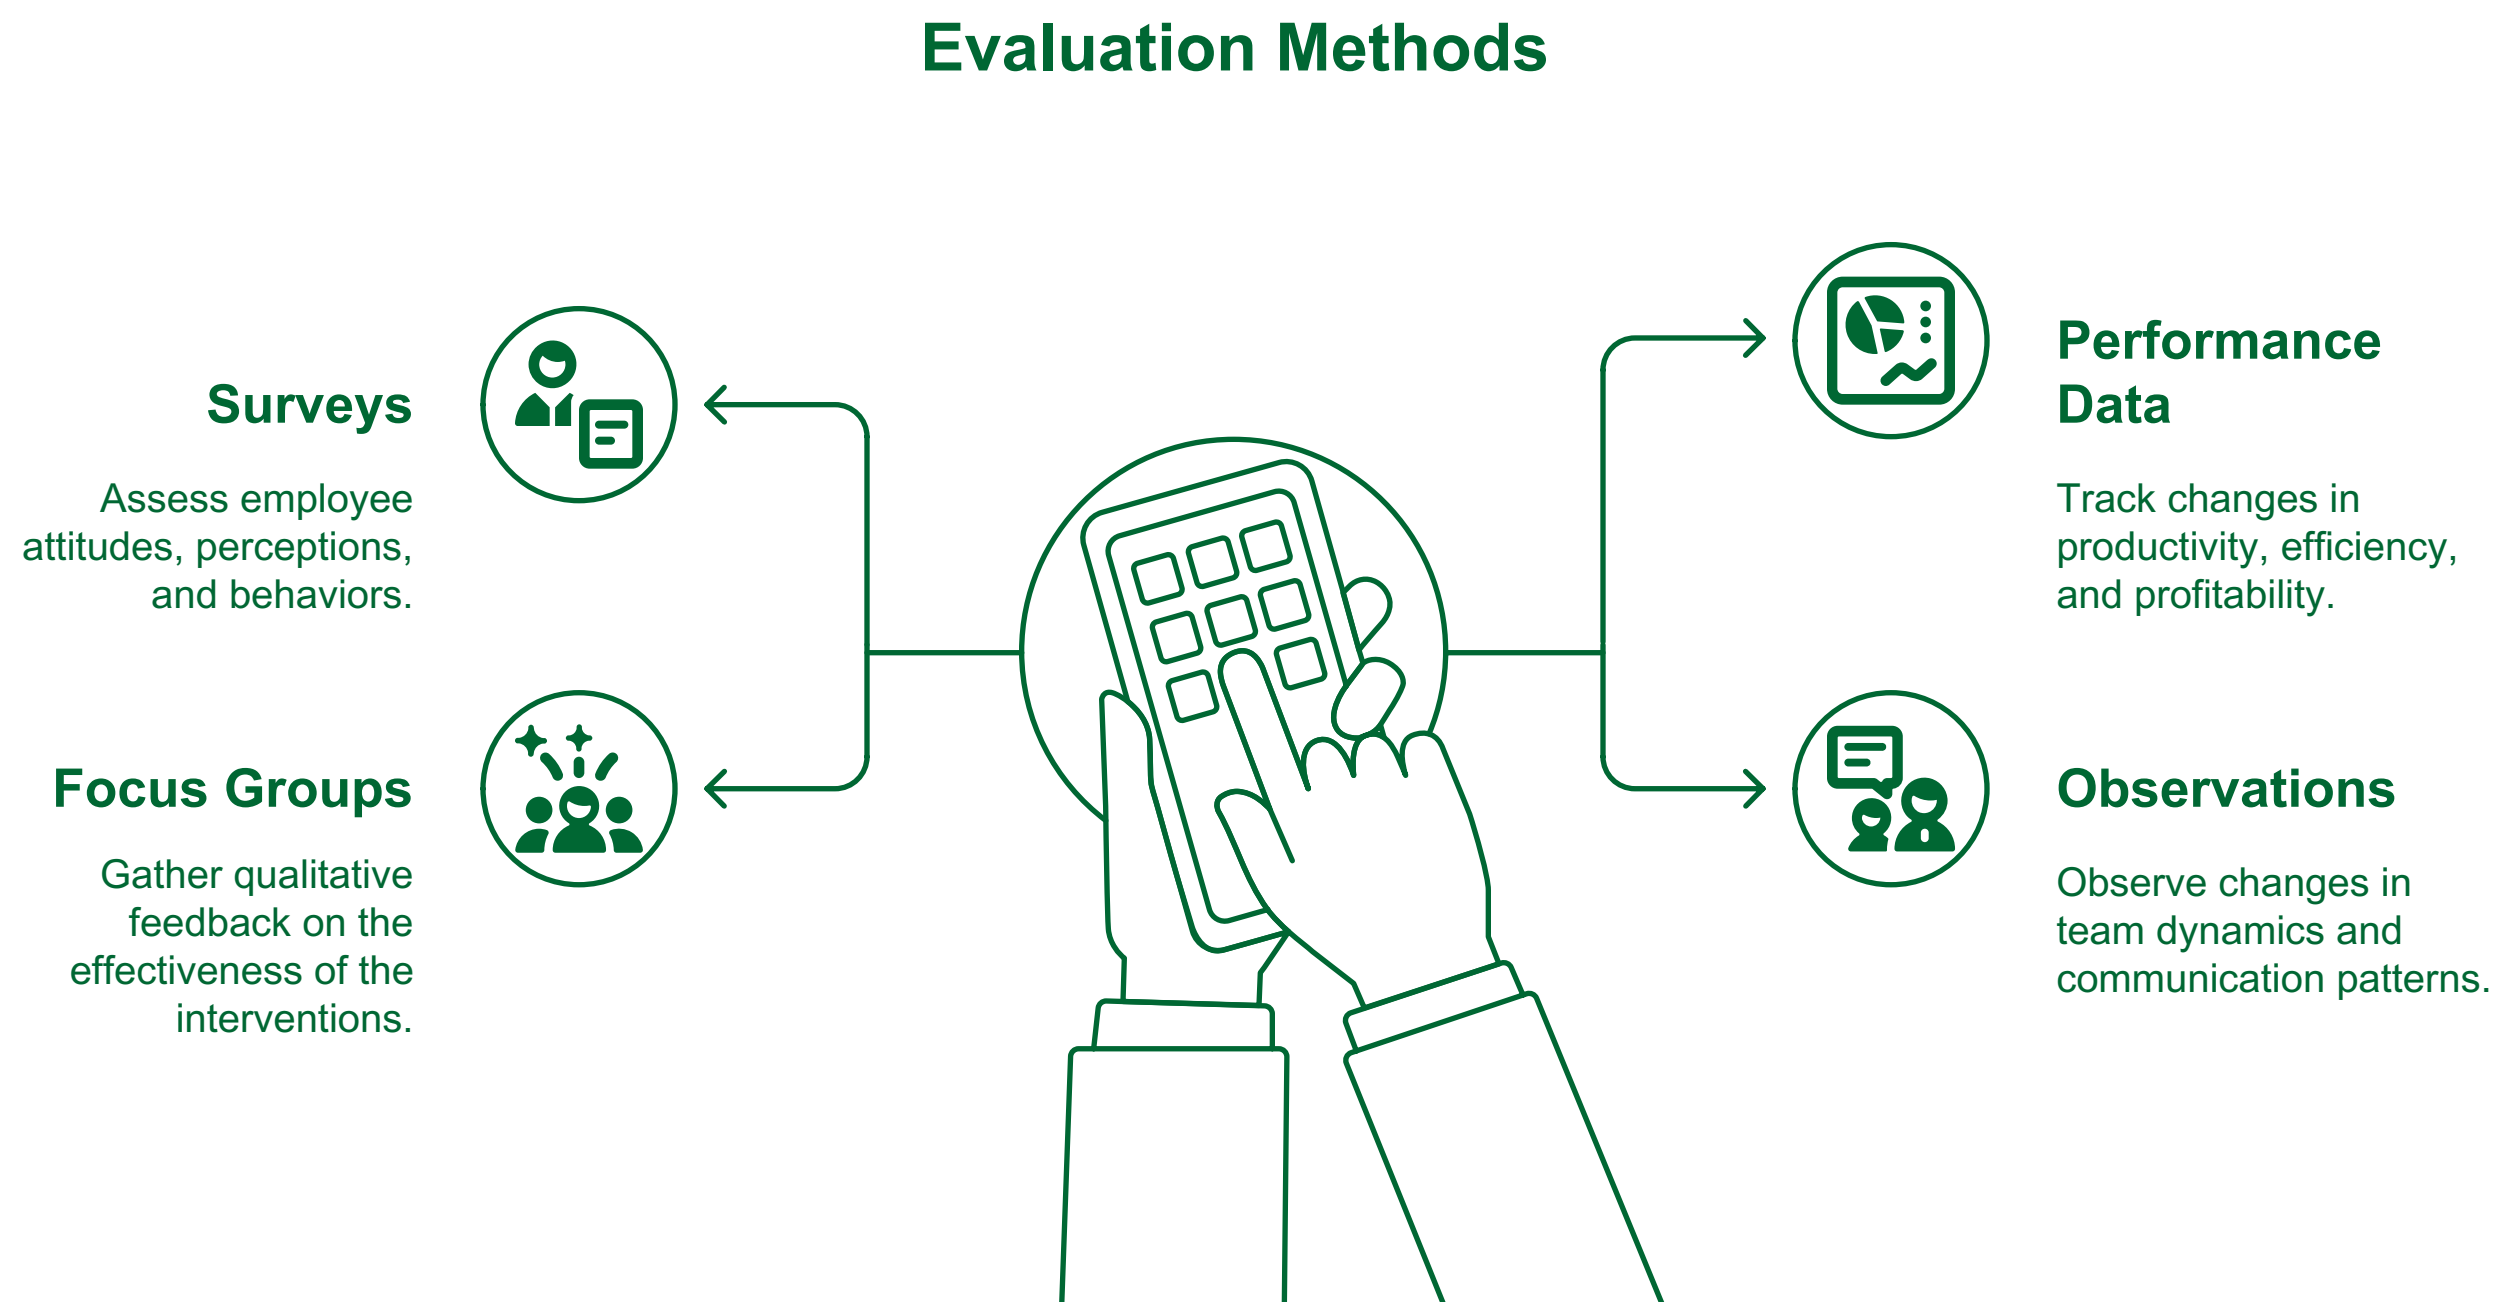 Evaluation Methods
Surveys
Assess employee
attitudes, perceptions,
and behaviors.
Focus Groups
Gather qualitative
feedback on the
effectiveness of the
interventions.
Performance
Data
Track changes in
productivity, efficiency,
and profitability.
Observations
Observe changes in
team dynamics and
communication patterns.